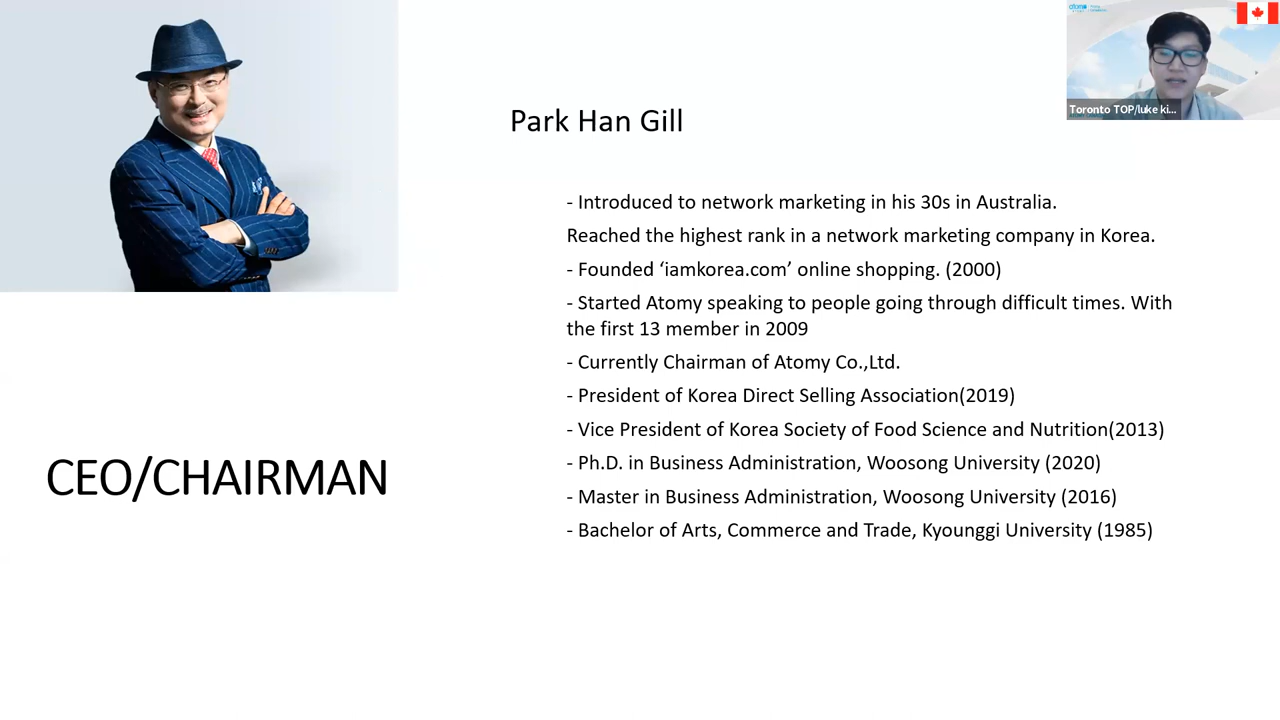 atomy
Toronto TOP/luke ki...
Park Han Gill
- Introduced to network marketing in his 30s in Australia.
Reached the highest rank in a network marketing company in Korea.
- Founded ‘iamkorea.com’ online shopping. (2000)
- Started Atomy speaking to people going through difficult times. With
the first 13 member in 2009
- Currently Chairman of Atomy Co.,Ltd.
- President of Korea Direct Selling Association(2019)
- Vice President of Korea Society of Food Science and Nutrition(2013)
- Ph.D. in Business Administration, Woosong University (2020)
- Master in Business Administration, Woosong University (2016)
- Bachelor of Arts, Commerce and Trade, Kyounggi University (1985)
CEO/CHAIRMAN